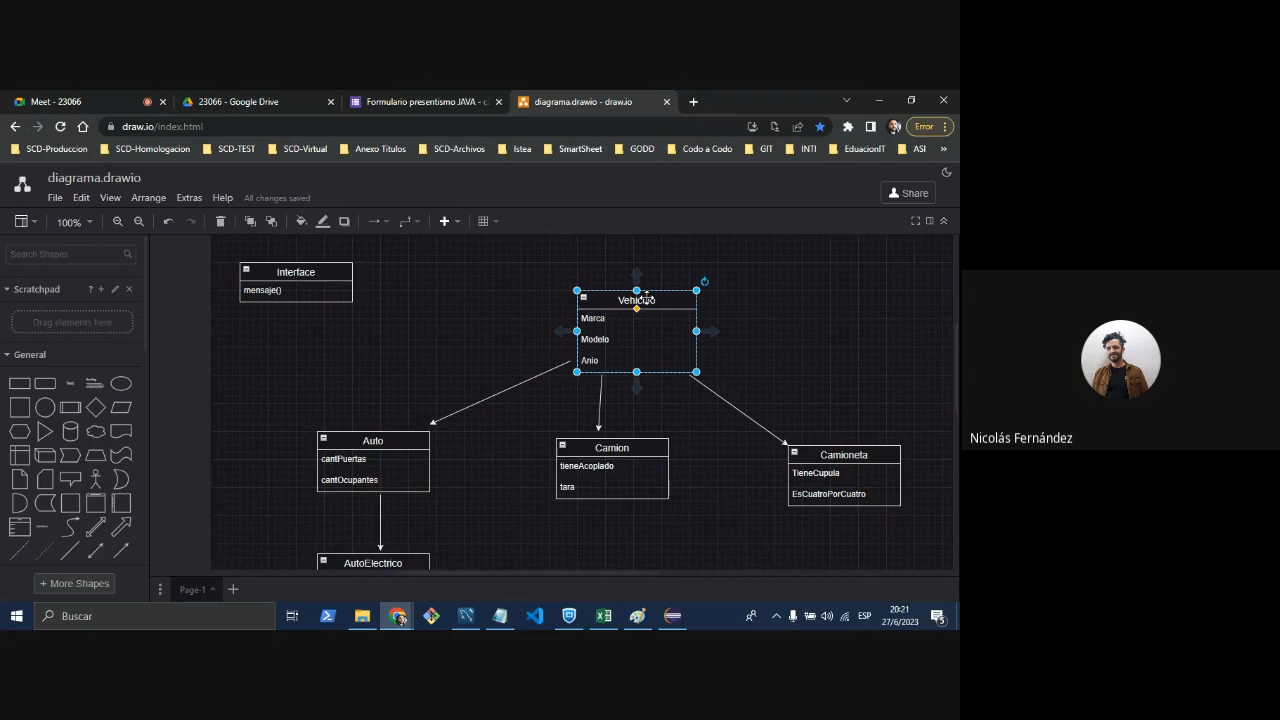 Meet - 23066
23066 - Google Drive
Formulario presentismo JAVA - c
diagrama.drawio - draw.io
draw.io/index.html
Error
SCD-Produccion
SCD-Homologacion
SCD-TEST
SCD-Virtual
Anexo Titulos
SCD-Archivos
Istea
SmartSheet
GODD
Codo a Codo
GIT
INTI
EduacionIT
ASI
diagrama.drawio
File
Edit
View
Arrange
Extras
Help
All changes saved
Share
100%
Search Shapes
Scratchpad
Drag elements here
General
Text
+ More Shapes
Interface
mensaje()
Vehiculo
Marca
Modelo
Anio
Auto
cantPuertas
cantOcupantes
Camion
tieneAcoplado
tara
Camioneta
TieneCupula
EsCuatroPorCuatro
AutoElectrico
Page-1
Buscar
ESP
20:21
27/6/2023
5
Nicolás Fernández